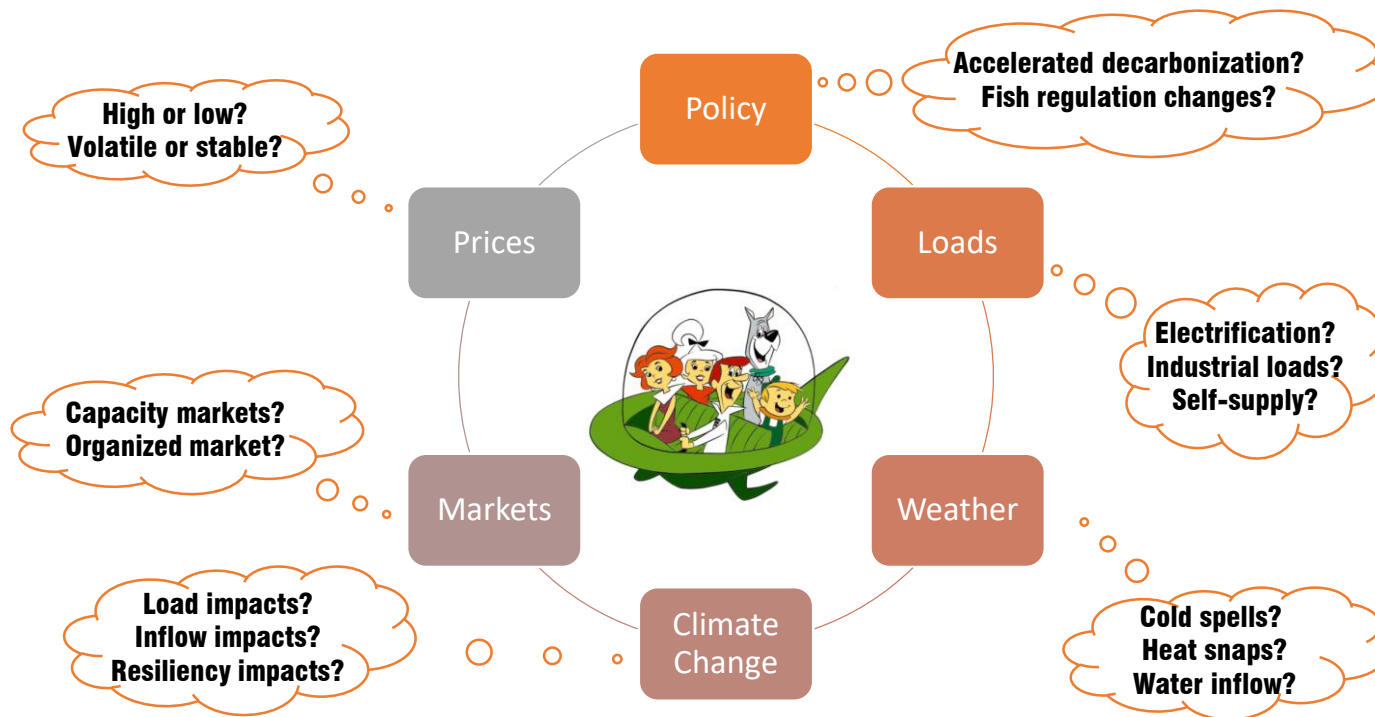 Policy
Accelerated decarbonization?
Fish regulation changes?
High or low?
Volatile or stable?
Prices
Loads
Electrification?
Industrial loads?
Self-supply?
Capacity markets?
Organized market?
Markets
Weather
Cold spells?
Heat snaps?
Water inflow?
Load impacts?
Inflow impacts?
Resiliency impacts?
Climate
Change